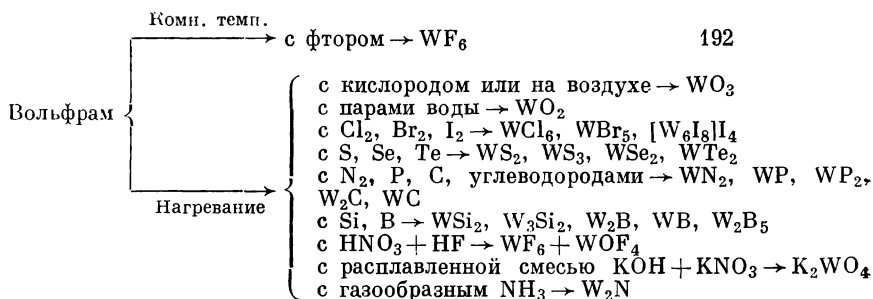 Комн. темп.
с фтором → WF₆ 192
с кислородом или на воздухе → WO₃
с парами воды → WO₂
Вольфрам
с Cl₂, Br₂, I₂ → WCl₆, WBr₅, [W₆I₈]I₄
с S, Se, Te → WS₂, WS₃, WSe₂, WTe₂
с N₂, P, C, углеводородами → WN₂, WP, WP₂,
Нагревание
W₂C, WC
с Si, B → WSi₂, W₃Si₂, W₂B, WB, W₂B₅
с HNO₃ + HF → WF₆ + WOF₄
с расплавленной смесью KOH + KNO₃ → K₂WO₄
с газообразным NH₃ → W₂N